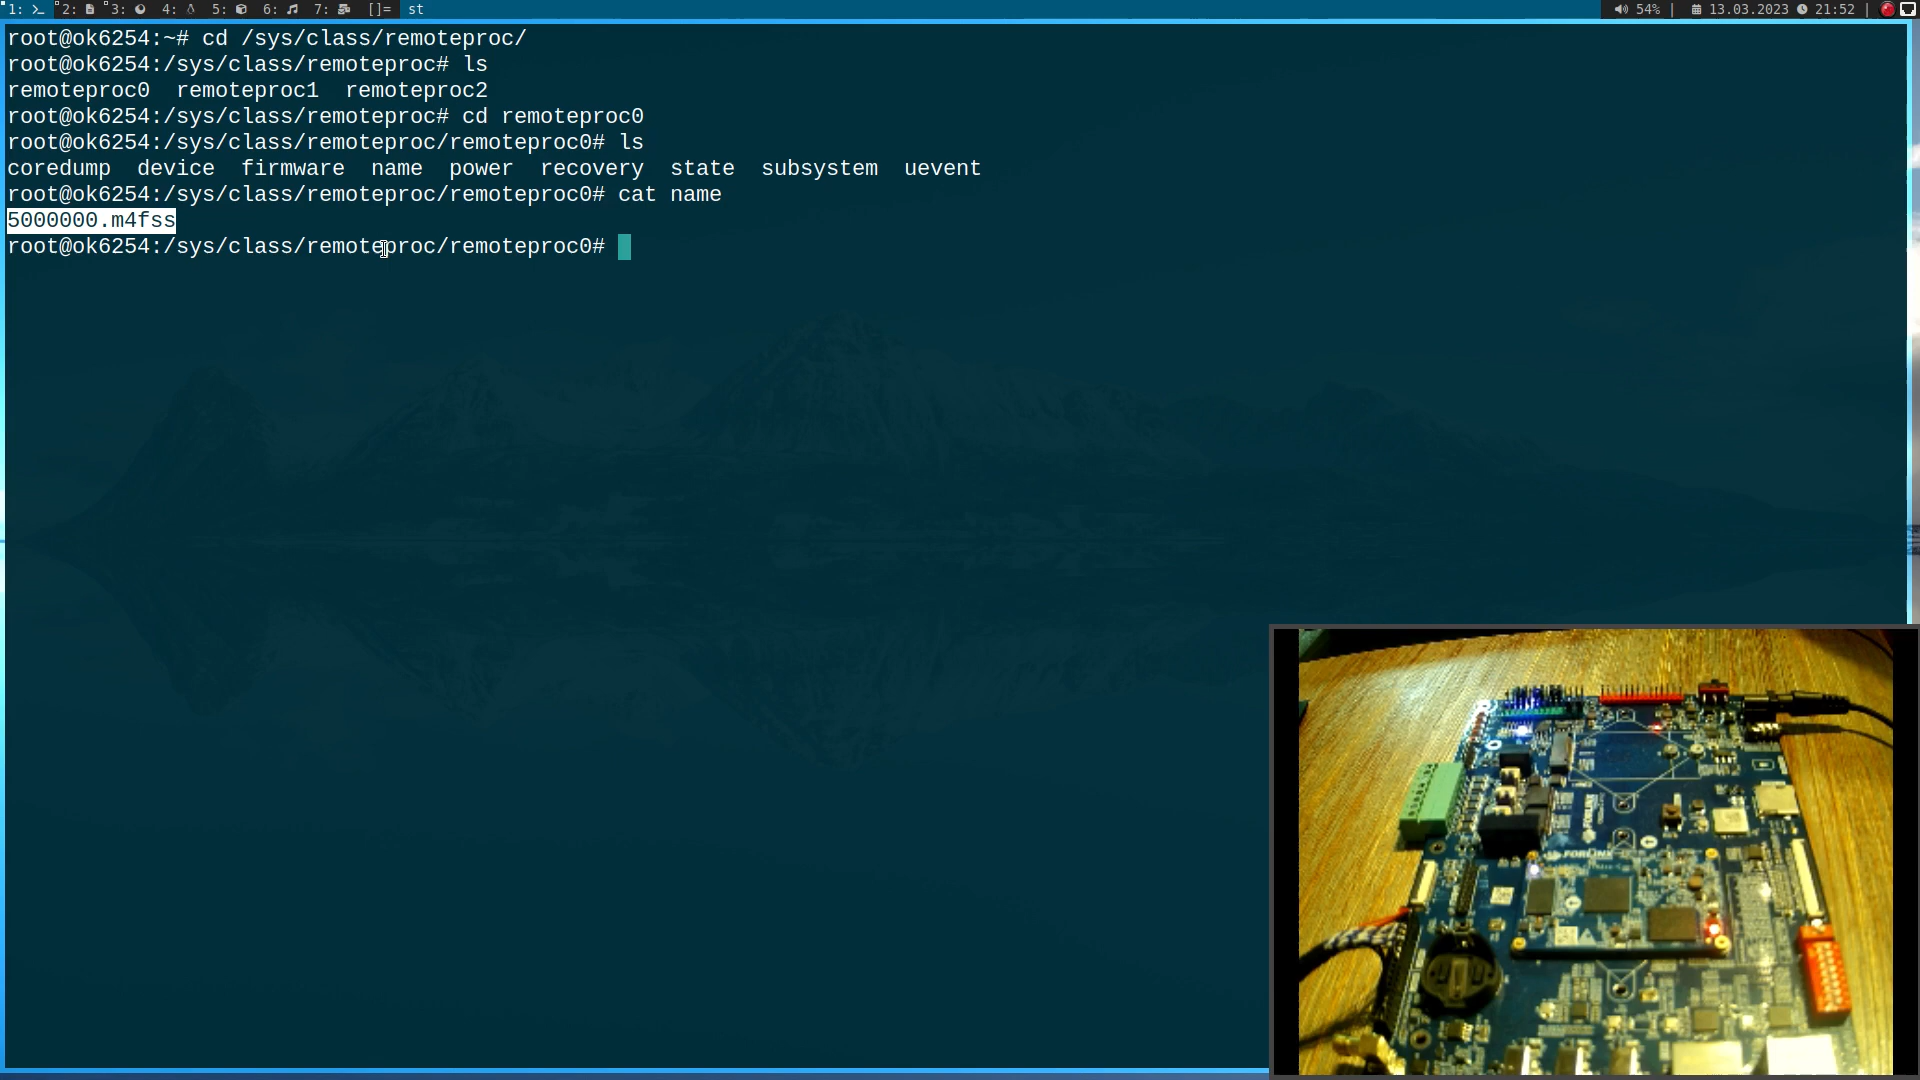 1: 2: 3: 4: 5: 6: 7: []= st 54% | 13.03.2023 21:52 |
root@ok6254:~# cd /sys/class/remoteproc/
root@ok6254:/sys/class/remoteproc# ls
remoteproc0  remoteproc1  remoteproc2
root@ok6254:/sys/class/remoteproc# cd remoteproc0
root@ok6254:/sys/class/remoteproc/remoteproc0# ls
coredump  device  firmware  name  power  recovery  state  subsystem  uevent
root@ok6254:/sys/class/remoteproc/remoteproc0# cat name
5000000.m4fss
root@ok6254:/sys/class/remoteproc/remoteproc0#
FORLINX
FORLINX